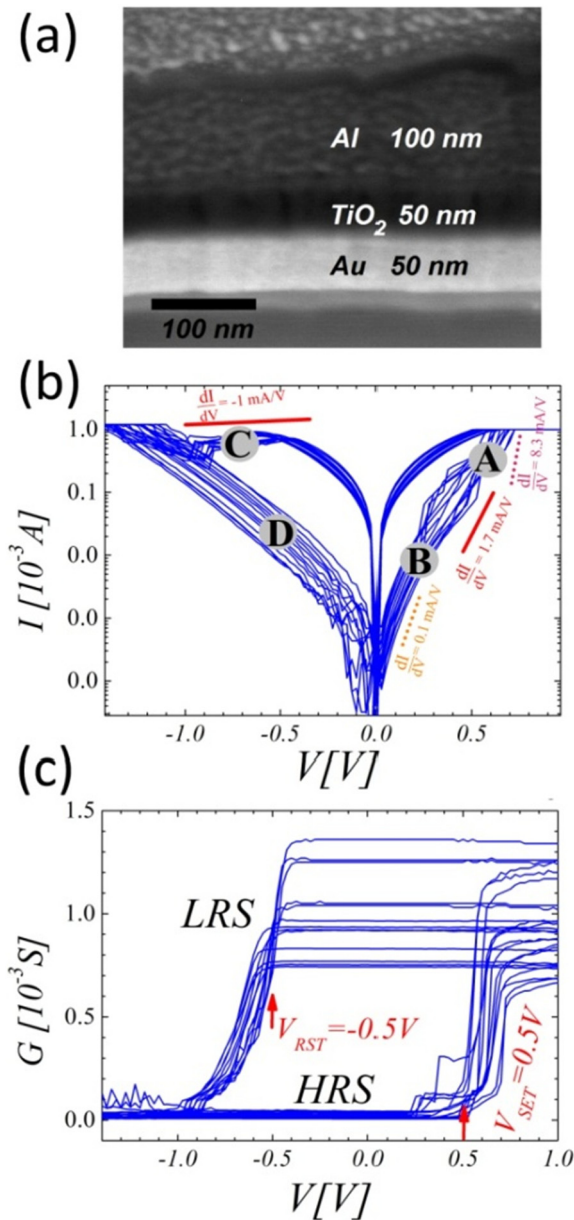 (a)
Al 100 nm
TiO2 50 nm
Au 50 nm
100 nm
(b)
dI/dV = -1 mA/V
1.0
0.1
0.0
0.0
0.0
I [10⁻³ A]
C
A
D
B
dI/dV = 8.3 mA/V
dI/dV = 1.7 mA/V
dI/dV = 0.1 mA/V
-1.0 -0.5 0.0 0.5
V[V]
(c)
1.5
1.0
0.5
0.0
G [10⁻³S]
LRS
HRS
V_RST=-0.5V
V_SET=0.5V
-1.0 -0.5 0.0 0.5 1.0
V[V]